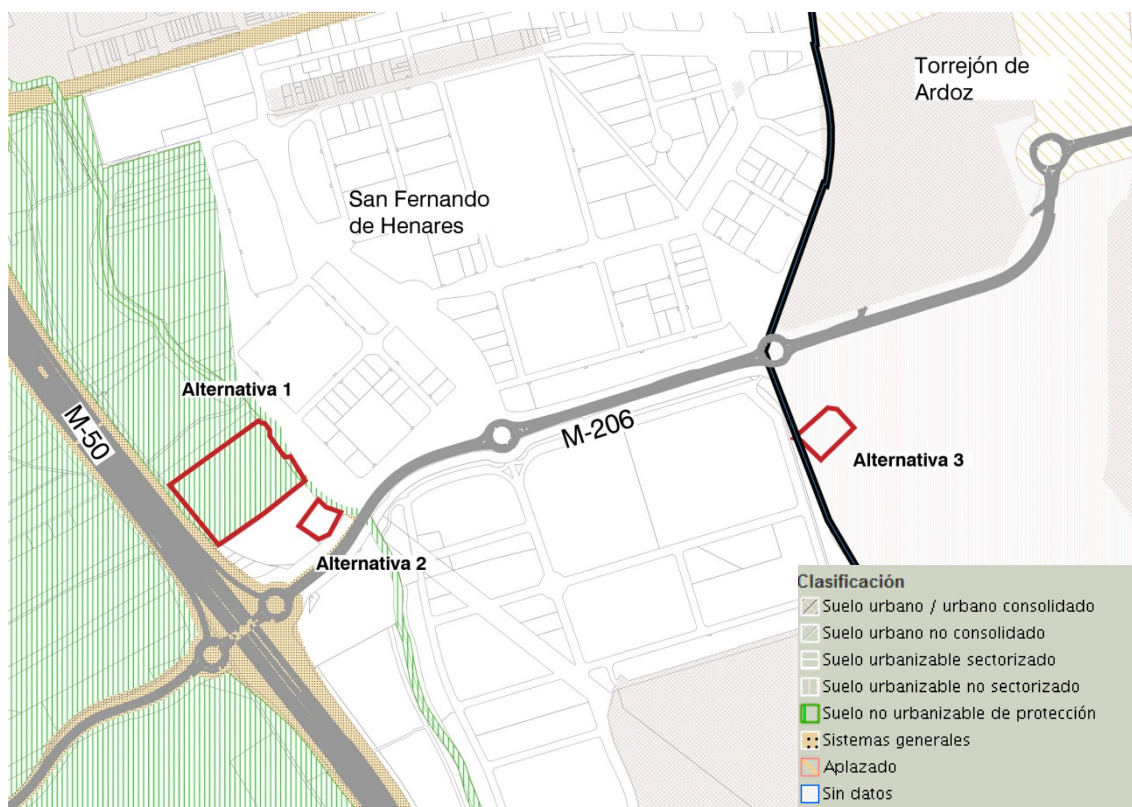 Torrejón de
Ardoz
San Fernando
de Henares
Alternativa 1
M-50
M-206
Alternativa 3
Alternativa 2
Clasificación
Suelo urbano / urbano consolidado
Suelo urbano no consolidado
Suelo urbanizable sectorizado
Suelo urbanizable no sectorizado
Suelo no urbanizable de protección
Sistemas generales
Aplazado
Sin datos